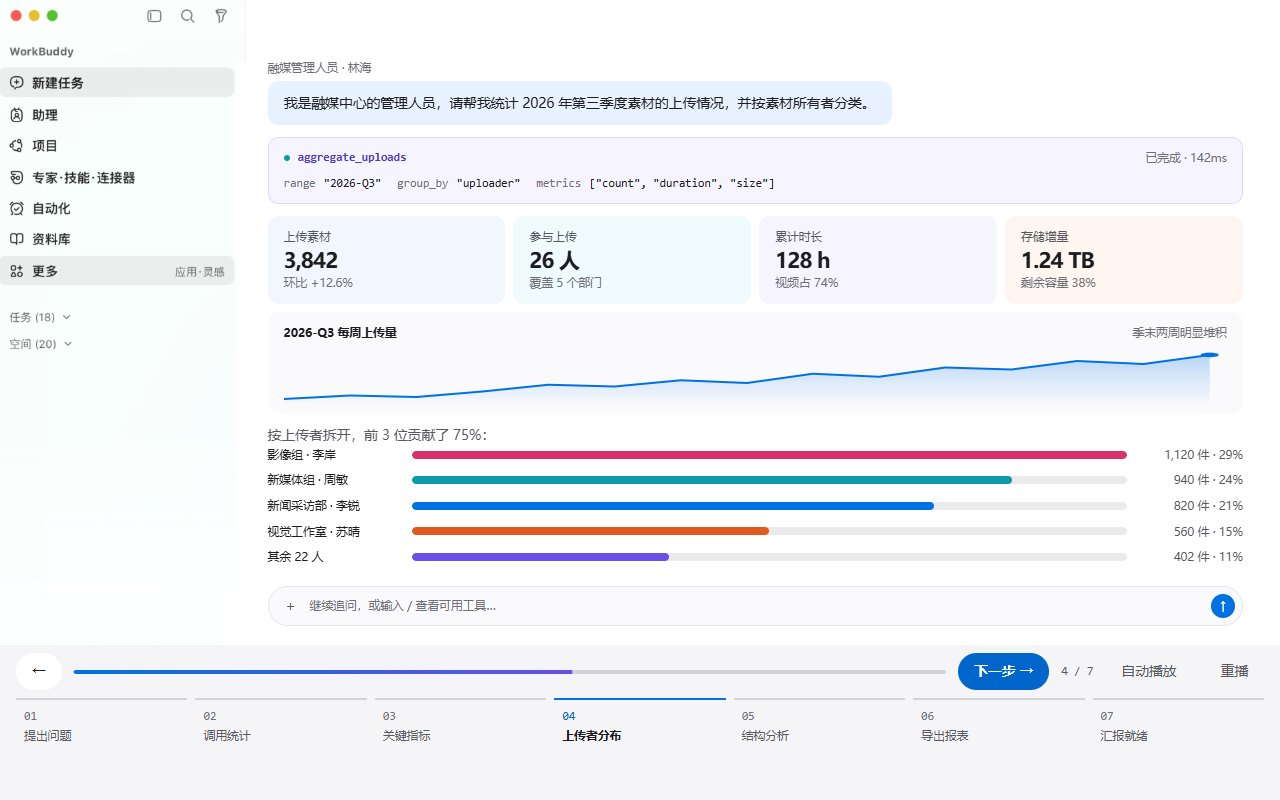 WorkBuddy
新建任务
助理
项目
专家·技能·连接器
自动化
资料库
更多 应用·灵感
任务 (18)
空间 (20)
融媒管理人员 · 林海
我是融媒中心的管理人员，请帮我统计 2026 年第三季度素材的上传情况，并按素材所有者分类。
aggregate_uploads 已完成 · 142ms
range "2026-Q3" group_by "uploader" metrics ["count", "duration", "size"]
上传素材
3,842
环比 +12.6%
参与上传
26 人
覆盖 5 个部门
累计时长
128 h
视频占 74%
存储增量
1.24 TB
剩余容量 38%
2026-Q3 每周上传量 季末两周明显堆积
按上传者拆开，前 3 位贡献了 75%：
影像组 · 李岸 1,120 件 · 29%
新媒体组 · 周敏 940 件 · 24%
新闻采访部 · 李锐 820 件 · 21%
视觉工作室 · 苏晴 560 件 · 15%
其余 22 人 402 件 · 11%
+ 继续追问，或输入 / 查看可用工具... ↑
← 下一步 → 4 / 7 自动播放 重播
01
提出问题
02
调用统计
03
关键指标
04
上传者分布
05
结构分析
06
导出报表
07
汇报就绪